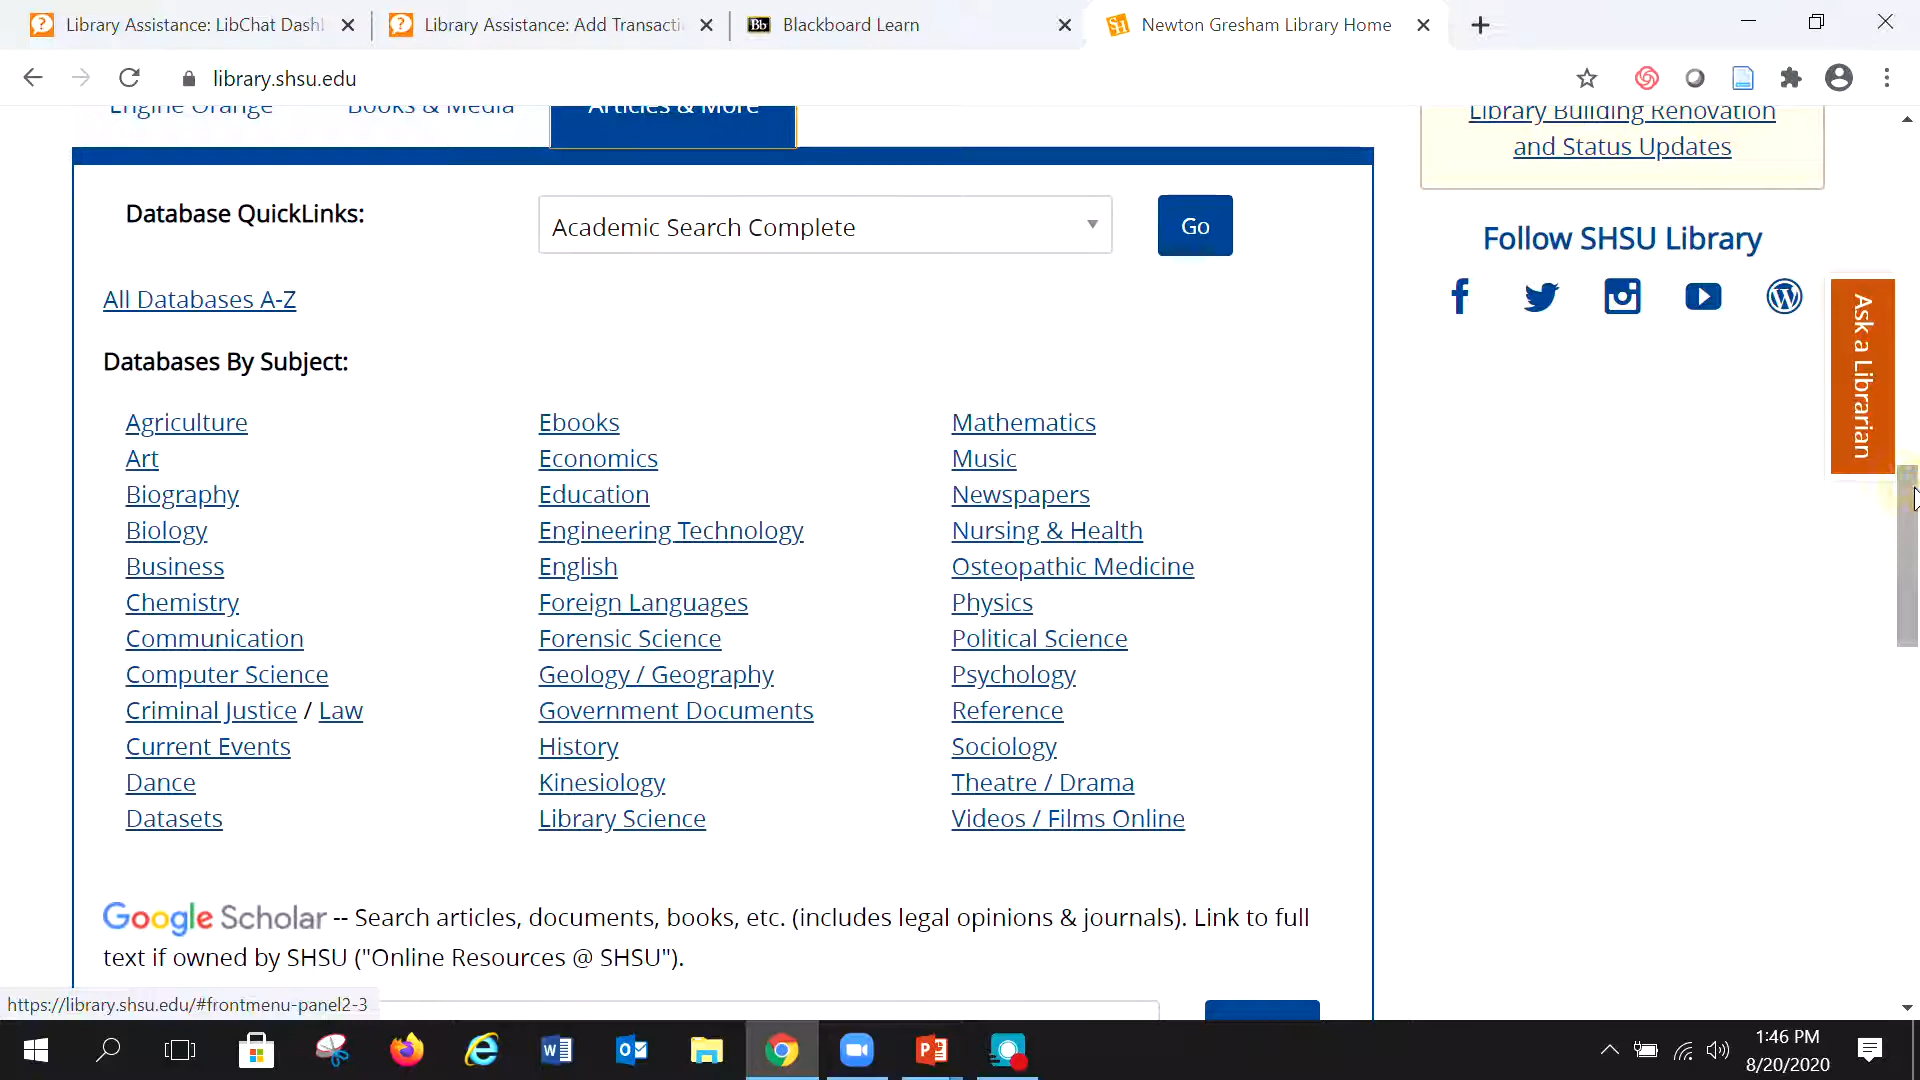 Library Assistance: LibChat Dashl
Library Assistance: Add Transacti
Bb Blackboard Learn
SH Newton Gresham Library Home
library.shsu.edu
Engine Orange
Books & Media
Articles & More
Library Building Renovation
and Status Updates
Database QuickLinks:
Academic Search Complete
Go
Follow SHSU Library
All Databases A-Z
Ask a Librarian
Databases By Subject:
Agriculture
Art
Biography
Biology
Business
Chemistry
Communication
Computer Science
Criminal Justice / Law
Current Events
Dance
Datasets
Ebooks
Economics
Education
Engineering Technology
English
Foreign Languages
Forensic Science
Geology / Geography
Government Documents
History
Kinesiology
Library Science
Mathematics
Music
Newspapers
Nursing & Health
Osteopathic Medicine
Physics
Political Science
Psychology
Reference
Sociology
Theatre / Drama
Videos / Films Online
Google Scholar -- Search articles, documents, books, etc. (includes legal opinions & journals). Link to full
text if owned by SHSU ("Online Resources @ SHSU").
https://library.shsu.edu/#frontmenu-panel2-3
1:46 PM
8/20/2020